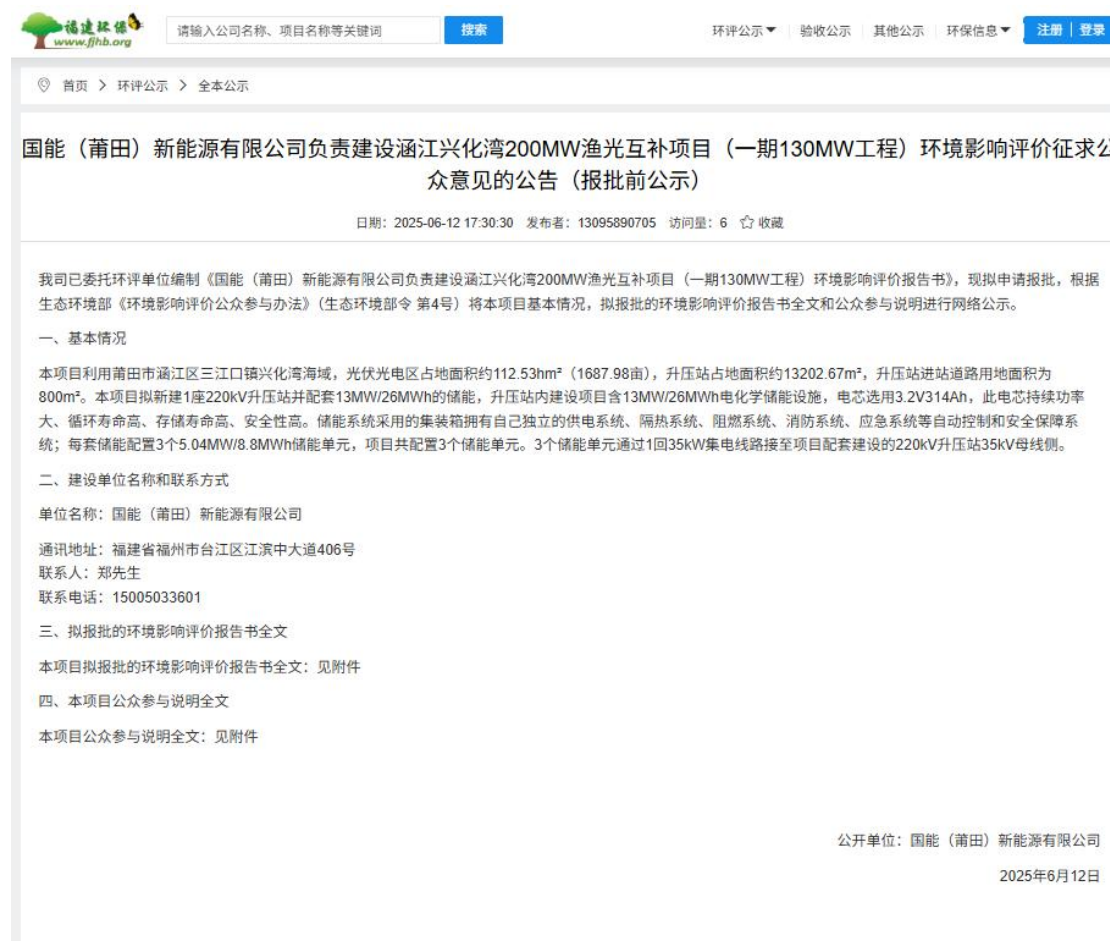 福建环保
www.fjhb.org
请输入公司名称、项目名称等关键词
搜索
环评公示
验收公示
其他公示
环保信息
注册 | 登录
首页 > 环评公示 > 全本公示
国能（莆田）新能源有限公司负责建设涵江兴化湾200MW渔光互补项目（一期130MW工程）环境影响评价征求公
众意见的公告（报批前公示）
日期：2025-06-12 17:30:30 发布者：13095890705 访问量：6 收藏
我司已委托环评单位编制《国能（莆田）新能源有限公司负责建设涵江兴化湾200MW渔光互补项目（一期130MW工程）环境影响评价报告书》，现拟申请报批，根据
生态环境部《环境影响评价公众参与办法》（生态环境部令 第4号）将本项目基本情况，拟报批的环境影响评价报告书全文和公众参与说明进行网络公示。
一、基本情况
本项目利用莆田市涵江区三江口镇兴化湾海域，光伏光电区占地面积约112.53hm²（1687.98亩），升压站占地面积约13202.67m²，升压站进站道路用地面积为
800m²。本项目拟新建1座220kV升压站并配套13MW/26MWh的储能，升压站内建设项目含13MW/26MWh电化学储能设施，电芯选用3.2V314Ah，此电芯持续功率
大、循环寿命高、存储寿命高、安全性高。储能系统采用的集装箱拥有自己独立的供电系统、隔热系统、阻燃系统、消防系统、应急系统等自动控制和安全保障系
统；每套储能配置3个5.04MW/8.8MWh储能单元，项目共配置3个储能单元。3个储能单元通过1回35kW集电线路接至项目配套建设的220kV升压站35kV母线侧。
二、建设单位名称和联系方式
单位名称：国能（莆田）新能源有限公司
通讯地址：福建省福州市台江区江滨中大道406号
联系人：郑先生
联系电话：15005033601
三、拟报批的环境影响评价报告书全文
本项目拟报批的环境影响评价报告书全文：见附件
四、本项目公众参与说明全文
本项目公众参与说明全文：见附件
公开单位：国能（莆田）新能源有限公司
2025年6月12日